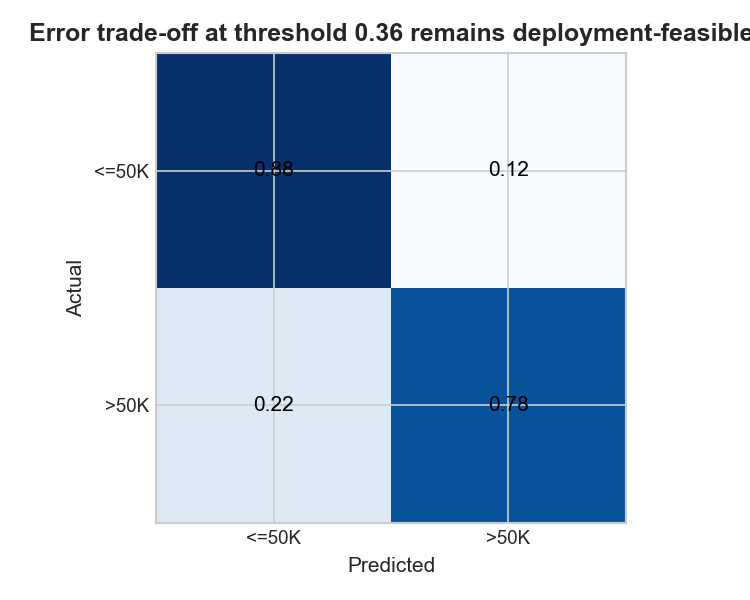 Error trade-off at threshold 0.36 remains deployment-feasible
Actual
<=50K
0.88
0.12
>50K
0.22
0.78
<=50K
>50K
Predicted